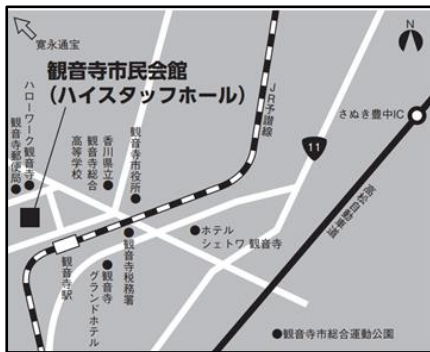 寛永通宝
N
観音寺市民会館
（ハイスタッフホール）
JR予讃線
さぬき豊中IC
11
ハローワーク観音寺
観音寺郵便局
香川県立
観音寺総合
高等学校
観音寺市役所
高松自動車道
ホテル
シェトワ 観音寺
観音寺駅
観音寺税務署
観音寺
グランドホテル
観音寺市総合運動公園